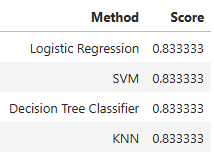 Method Score
Logistic Regression 0.833333
SVM 0.833333
Decision Tree Classifier 0.833333
KNN 0.833333